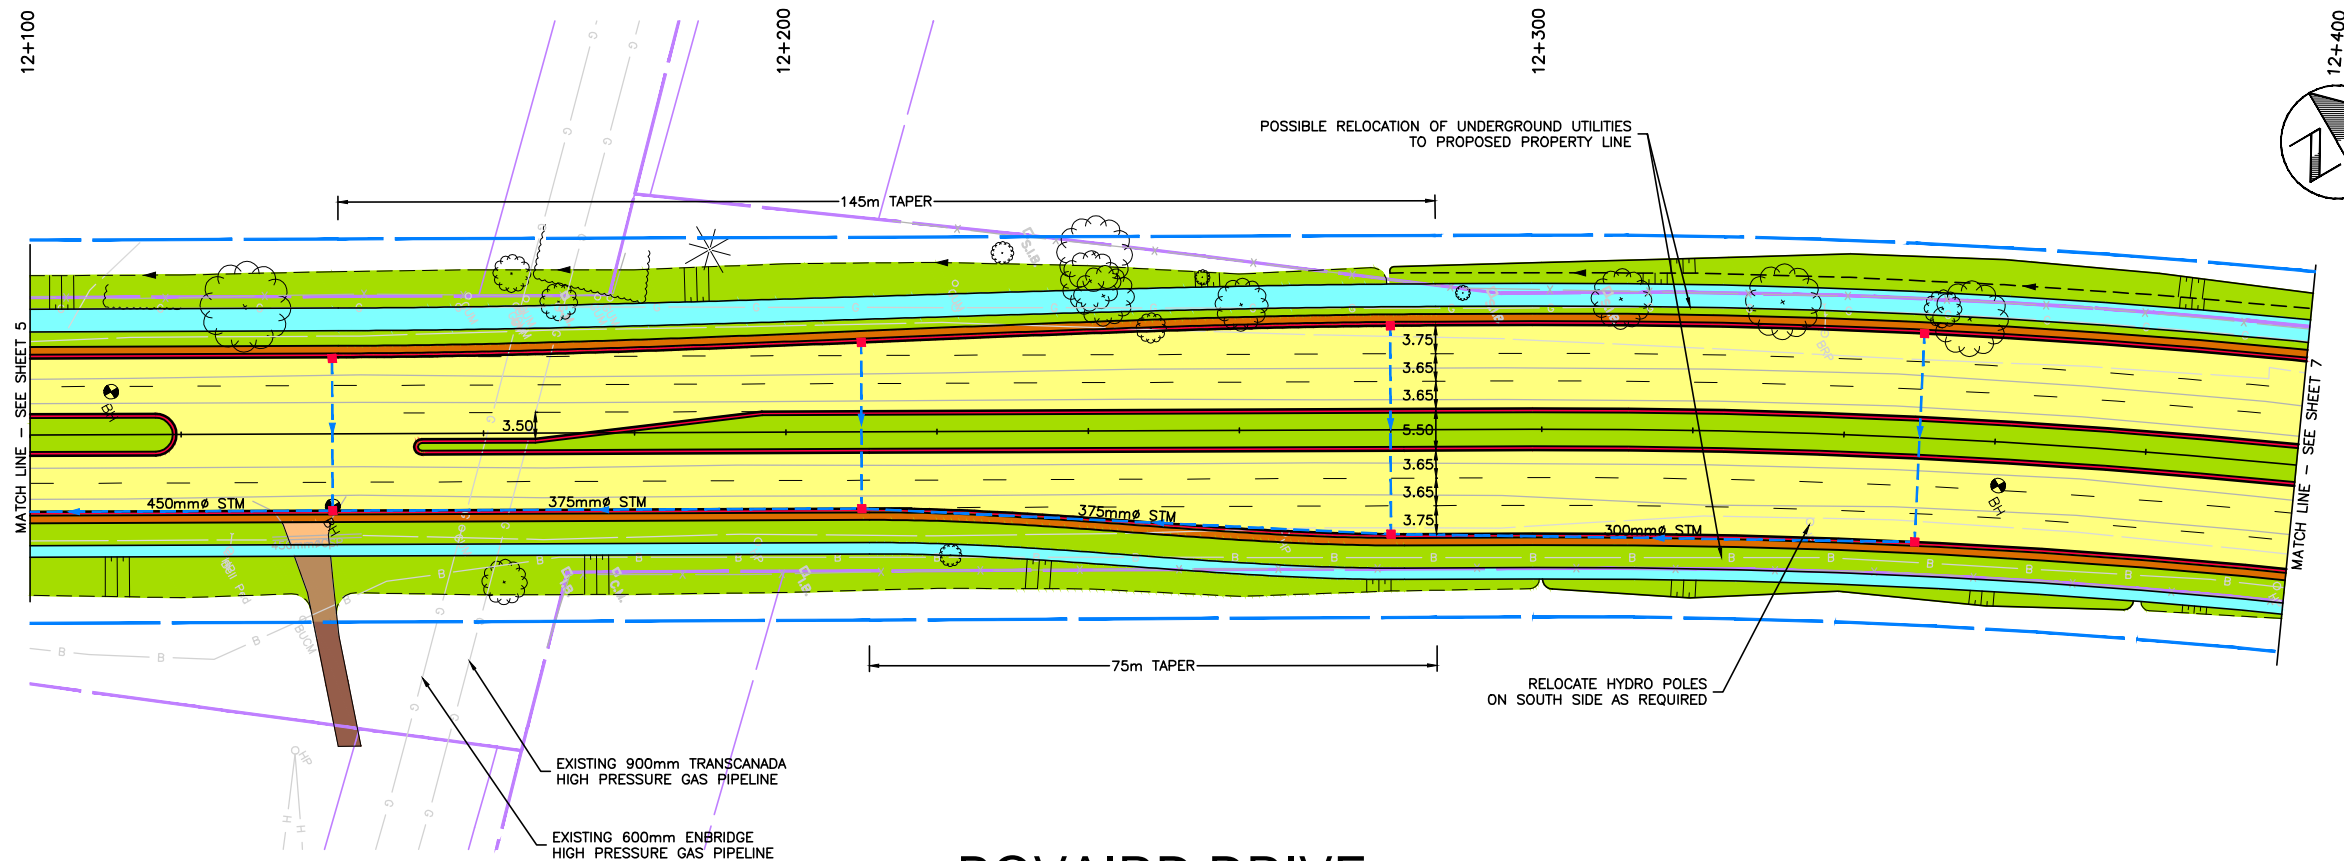 12+100
12+200
12+300
12+400
POSSIBLE RELOCATION OF UNDERGROUND UTILITIES
TO PROPOSED PROPERTY LINE
145m TAPER
MATCH LINE - SEE SHEET 5
MATCH LINE - SEE SHEET 7
BH
3.50
3.75
3.65
3.65
5.50
3.65
3.65
3.75
450mmø STM
375mmø STM
375mmø STM
300mmø STM
BH
BH
75m TAPER
RELOCATE HYDRO POLES
ON SOUTH SIDE AS REQUIRED
EXISTING 900mm TRANSCANADA
HIGH PRESSURE GAS PIPELINE
EXISTING 600mm ENBRIDGE
HIGH PRESSURE GAS PIPELINE